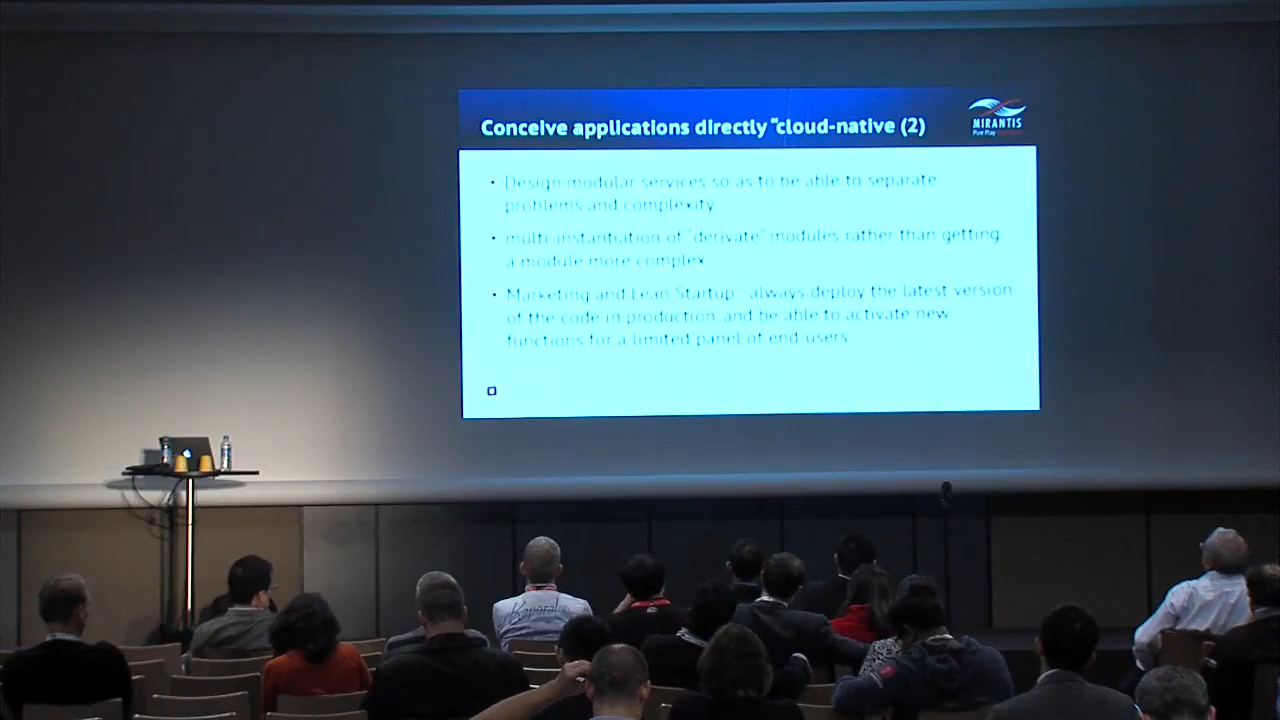 Conceive applications directly "cloud-native (2)
MIRANTIS
Pure Play
• Design modular services so as to be able to separate
problems and complexity
• multi-instantiation of "derivate" modules rather than getting
a module more complex
• Marketing and Lean Startup : always deploy the latest version
of the code in production, and be able to activate new
functions for a limited panel of end-users
Kaporal